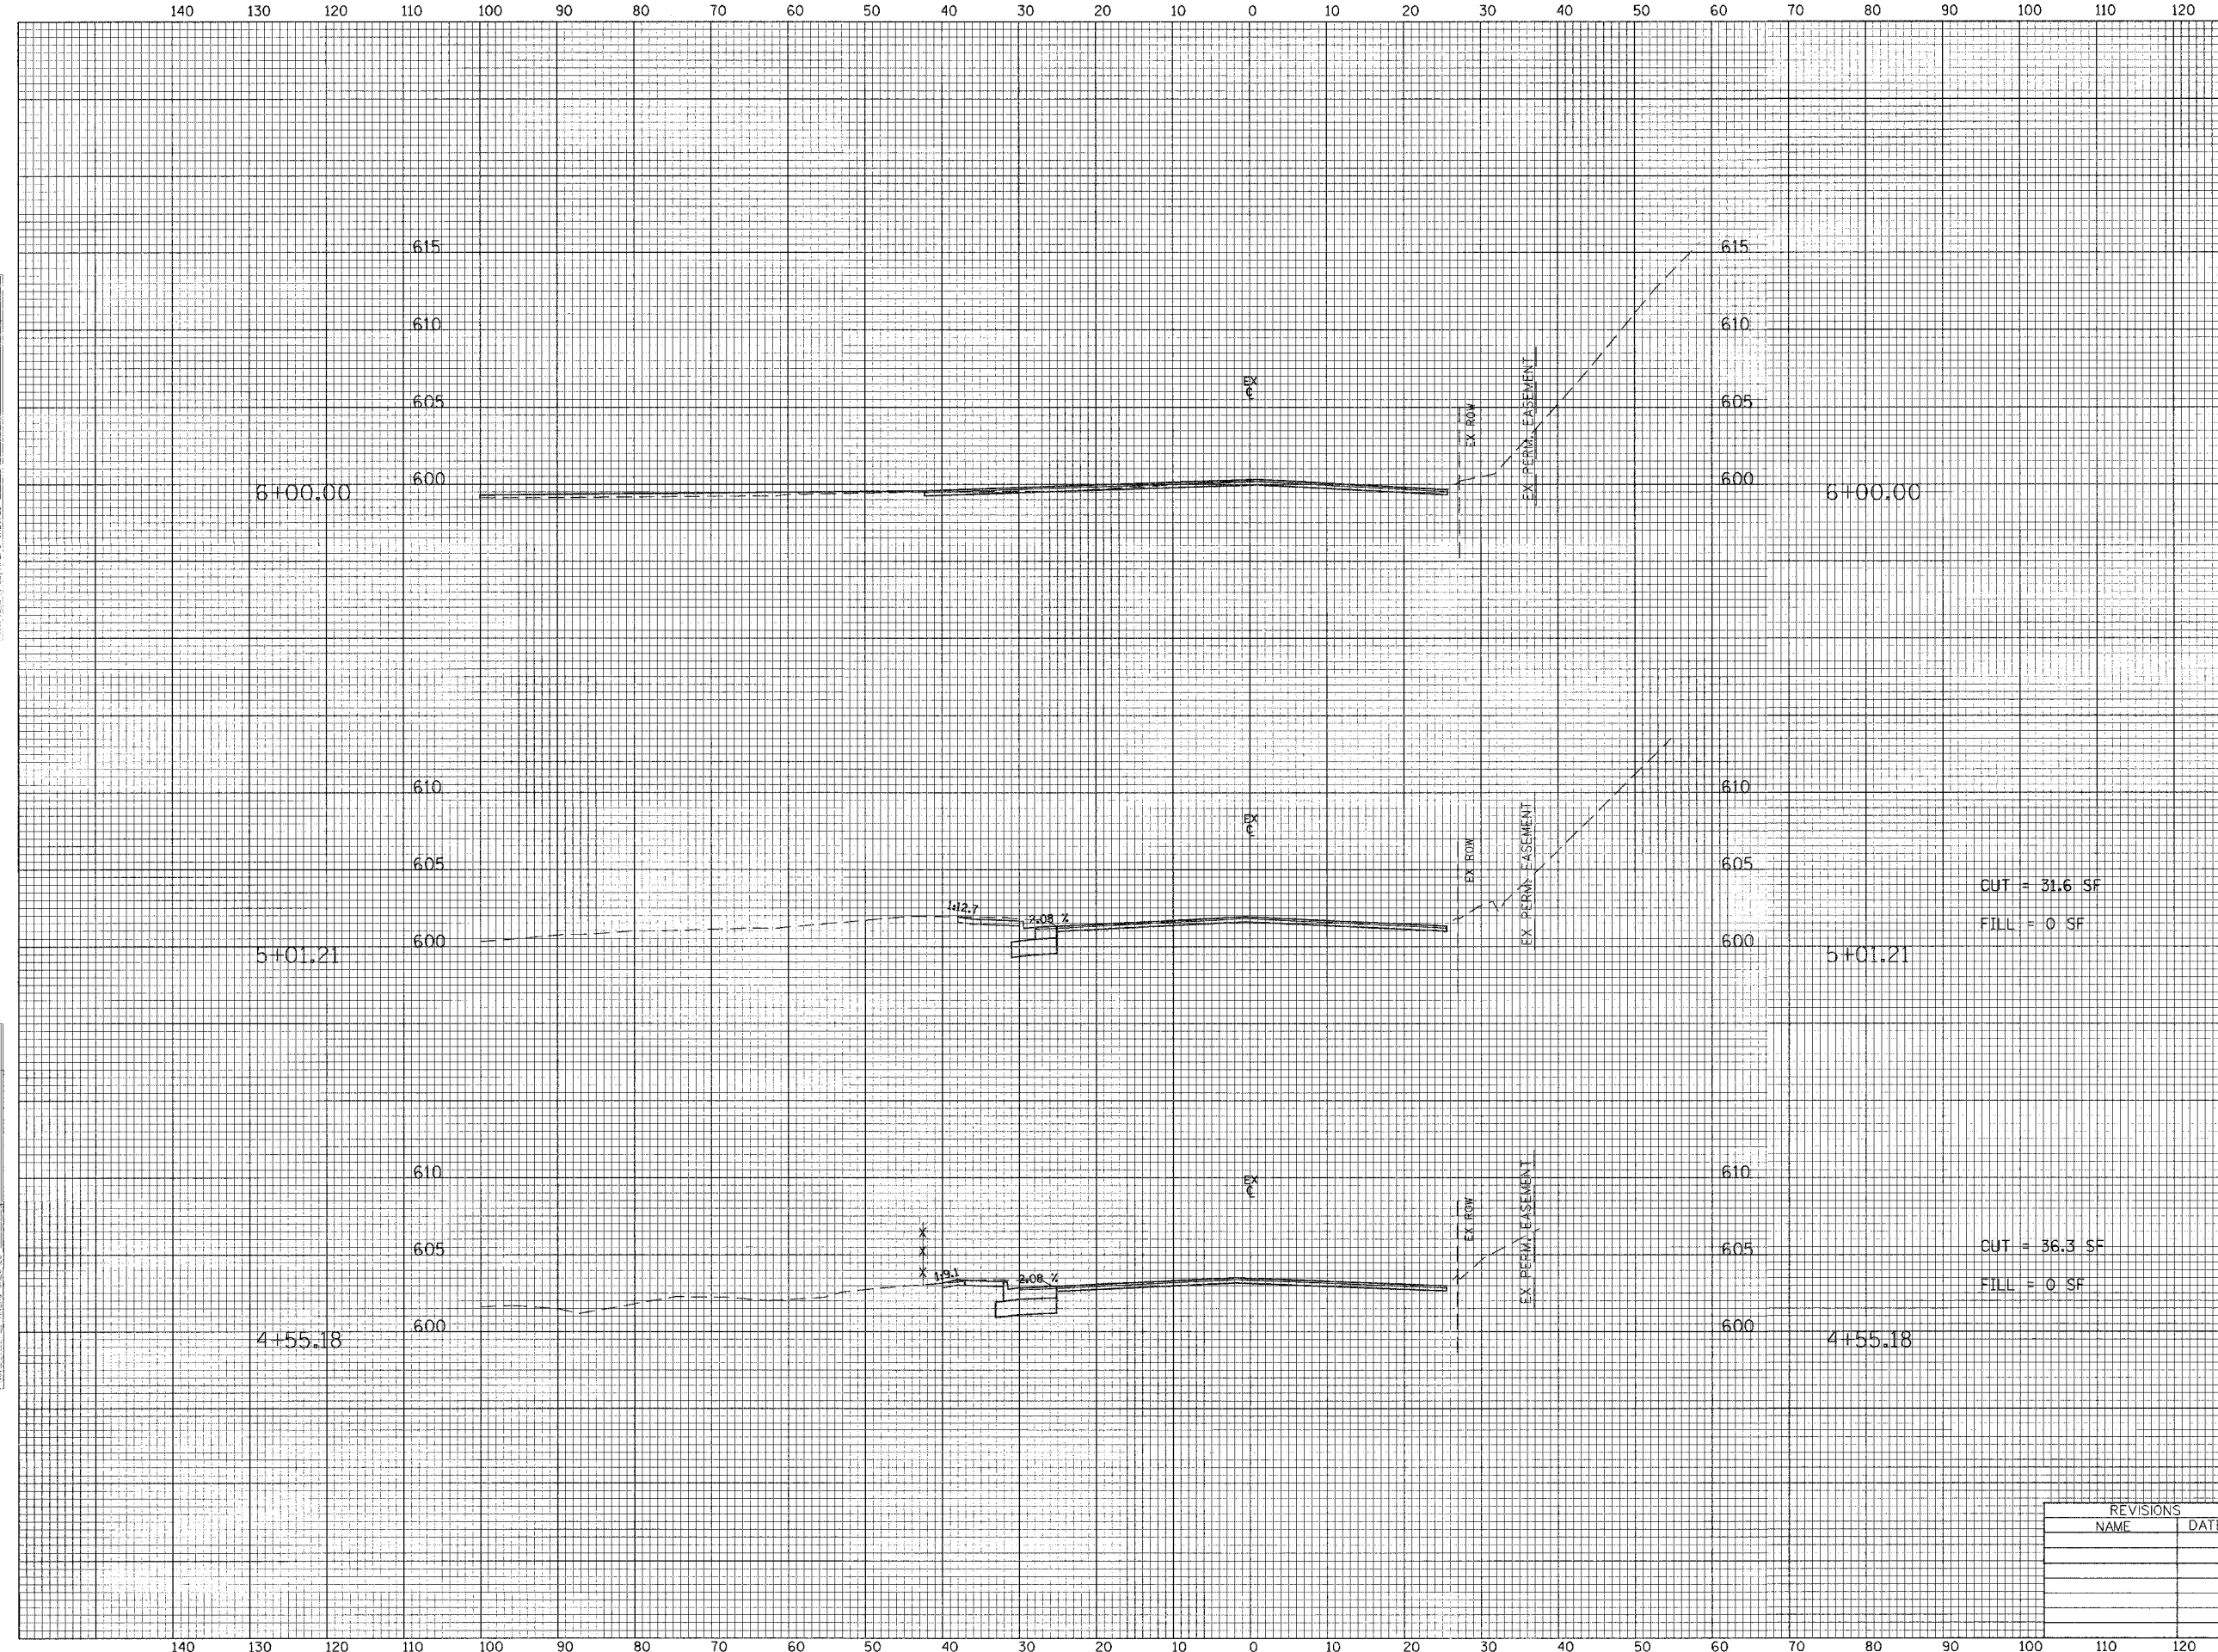 140 130 120 110 100 90 80 70 60 50 40 30 20 10 0 10 20 30 40 50 60 70 80 90 100 110 120
615 615
610 610
EX
℄
605 EX ROW EX PERM. EASEMENT 605
600 600
6+00.00 6+00.00
610 610
EX
℄
605 EX ROW EX PERM. EASEMENT 605
CUT = 31.6 SF
1:12.7 2.08 %
FILL = 0 SF
600 600
5+01.21 5+01.21
610 610
EX
℄
X EX ROW EX PERM. EASEMENT
605 X 605 CUT = 36.3 SF
X 1:9.1 2.08 %
FILL = 0 SF
600 600
4+55.18 4+55.18
REVISIONS
NAME DATE
140 130 120 110 100 90 80 70 60 50 40 30 20 10 0 10 20 30 40 50 60 70 80 90 100 110 120